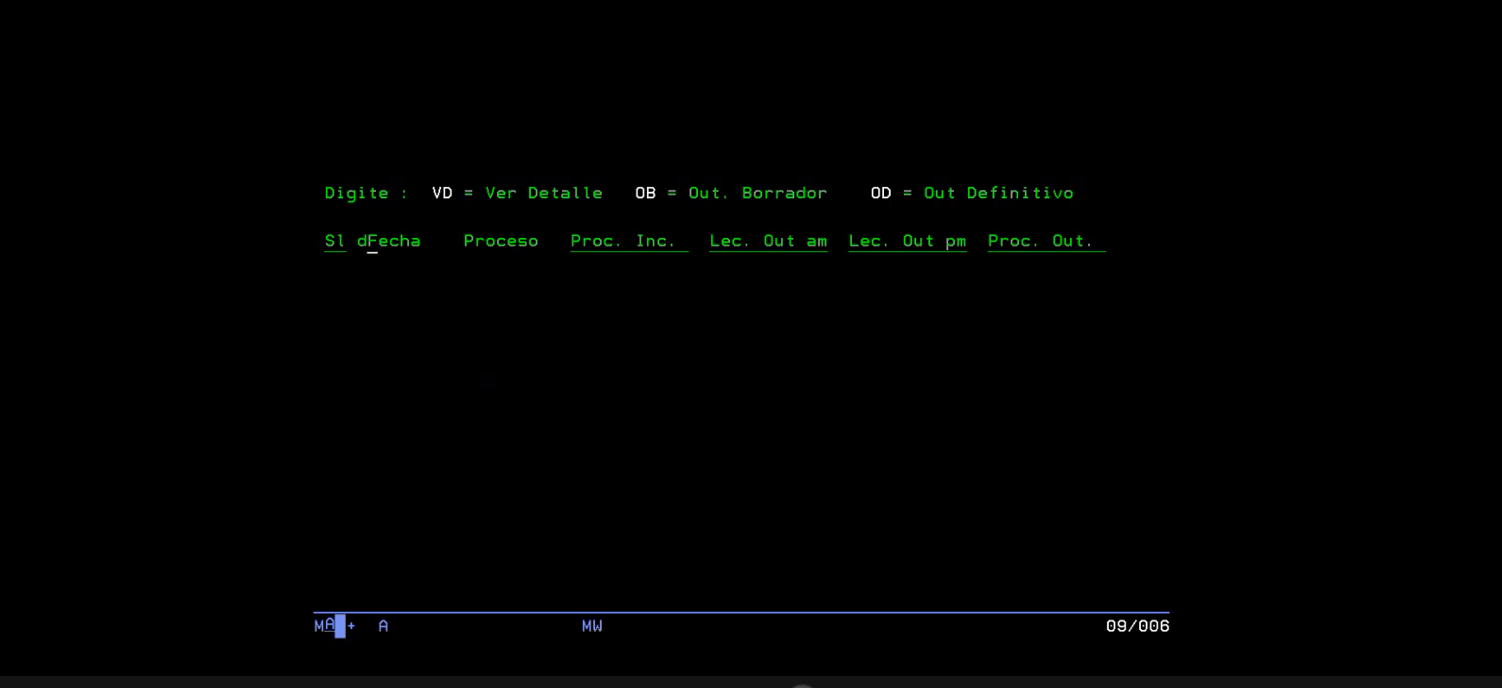 Digite : VD = Ver Detalle OB = Out. Borrador OD = Out Definitivo
Sl dFecha Proceso Proc. Inc. Lec. Out am Lec. Out pm Proc. Out.
MA + A MW 09/006